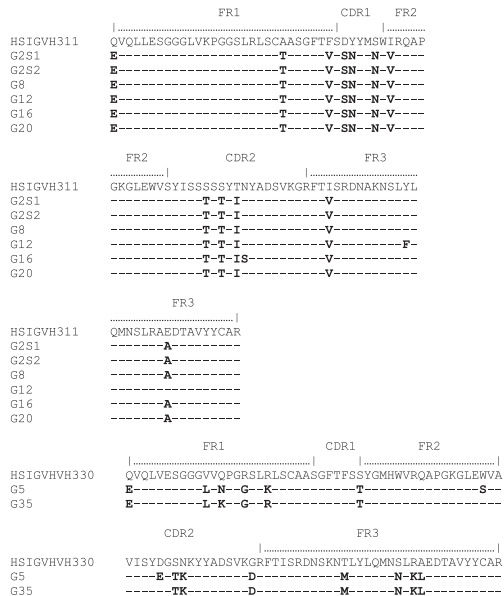 FR1 CDR1 FR2
HSIGVH311 QVQLLESGGGLVKPGGSLRLSCAASGFTFSDYYMSWIRQAP
G2S1 E---------------------T-----V-SN--N-V----
G2S2 E---------------------T-----V-SN--N-V----
G8 E---------------------T-----V-SN--N-V----
G12 E---------------------T-----V-SN--N-V----
G16 E---------------------T-----V-SN--N-V----
G20 E---------------------T-----V-SN--N-V----
FR2 CDR2 FR3
HSIGVH311 GKGLEWVSYISSSSSYTNYADSVKGRFTISRDNAKNSLYL
G2S1 ------------T-T-I-----------V-----------
G2S2 ------------T-T-I-----------V-----------
G8 ------------T-T-I-----------V-----------
G12 ------------T-T-I-----------V---------F-
G16 ------------T-T-IS----------V-----------
G20 ------------T-T-I-----------V-----------
FR3
HSIGVH311 QMNSLRAEDTAVYYCAR
G2S1 -------A---------
G2S2 -------A---------
G8 -------A---------
G12 -----------------
G16 -------A---------
G20 -------A---------
FR1 CDR1 FR2
HSIGVHVH330 QVQLVESGGGVVQPGRSLRLSCAASGFTFSSYGMHWVRQAPGKGLEWVA
G5 E---------L-N--G--K-----------T---------------S--
G35 E---------L-K--G--R-----------T------------------
CDR2 FR3
HSIGVHVH330 VISYDGSNKYYADSVKGRFTISRDNSKNTLYLQMNSLRAEDTAVYYCAR
G5 ----E-TK--------D-----------M------N-KL----------
G35 ------TK--------D-----------M------N-KL----------